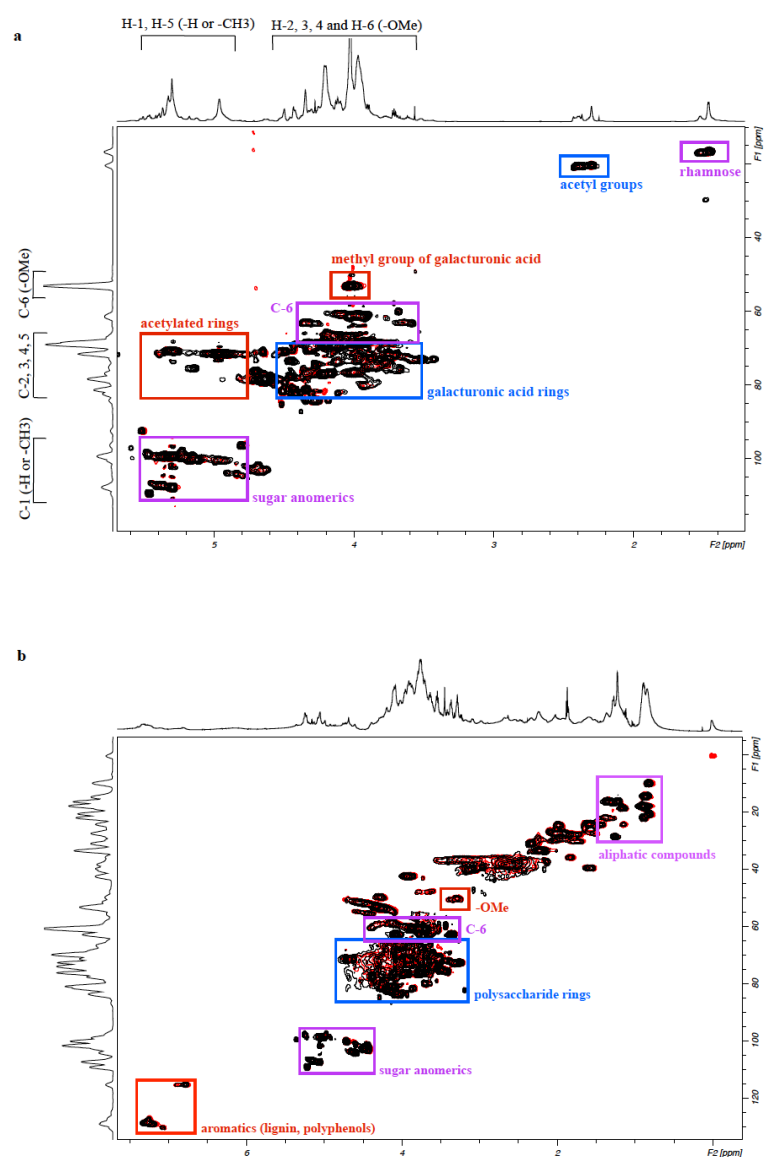 H-1, H-5 (-H or -CH3)
H-2, 3, 4 and H-6 (-OMe)
a
rhamnose
acetyl groups
F1 [ppm]
40
methyl group of galacturonic acid
C-6 (-OMe)
C-6
acetylated rings
60
C-2, 3, 4, 5
80
galacturonic acid rings
C-1 (-H or -CH3)
100
sugar anomerics
5
4
3
2
F2 [ppm]
b
F1 [ppm]
20
aliphatic compounds
40
-OMe
C-6
60
80
polysaccharide rings
100
sugar anomerics
120
aromatics (lignin, polyphenols)
6
4
2
F2 [ppm]